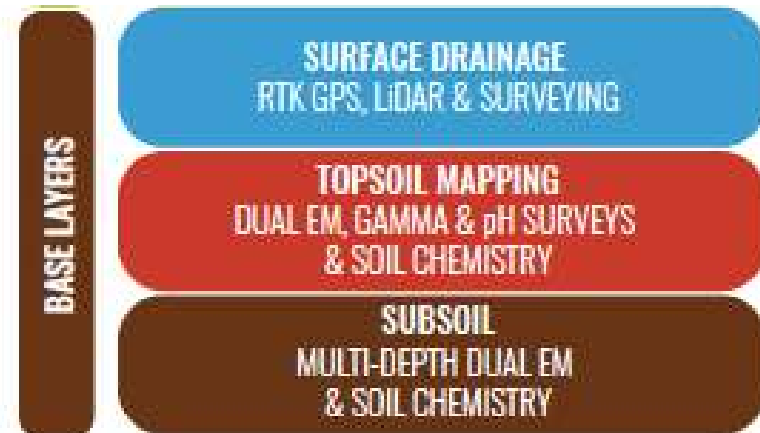 BASE LAYERS
SURFACE DRAINAGE
RTK GPS, LiDAR & SURVEYING
TOPSOIL MAPPING
DUAL EM, GAMMA & pH SURVEYS
& SOIL CHEMISTRY
SUBSOIL
MULTI-DEPTH DUAL EM
& SOIL CHEMISTRY